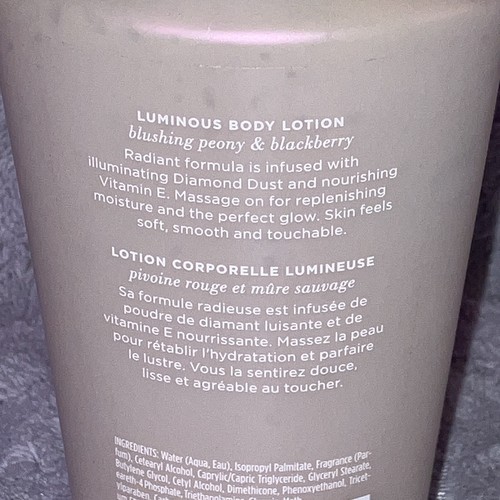 LUMINOUS BODY LOTION
blushing peony & blackberry
Radiant formula is infused with
illuminating Diamond Dust and nourishing
Vitamin E. Massage on for replenishing
moisture and the perfect glow. Skin feels
soft, smooth and touchable.
LOTION CORPORELLE LUMINEUSE
pivoine rouge et mûre sauvage
Sa formule radieuse est infusée de
poudre de diamant luisante et de
vitamine E nourrissante. Massez la peau
pour rétablir l'hydratation et parfaire
le lustre. Vous la sentirez douce,
lisse et agréable au toucher.
INGREDIENTS: Water (Aqua, Eau), Isopropyl Palmitate, Fragrance (Par-
fum), Cetearyl Alcohol, Caprylic/Capric Triglyceride, Glyceryl Stearate,
Butylene Glycol, Cetyl Alcohol, Dimethicone, Phenoxyethanol, Tricet-
eareth-4 Phosphate, Triethanolamine,